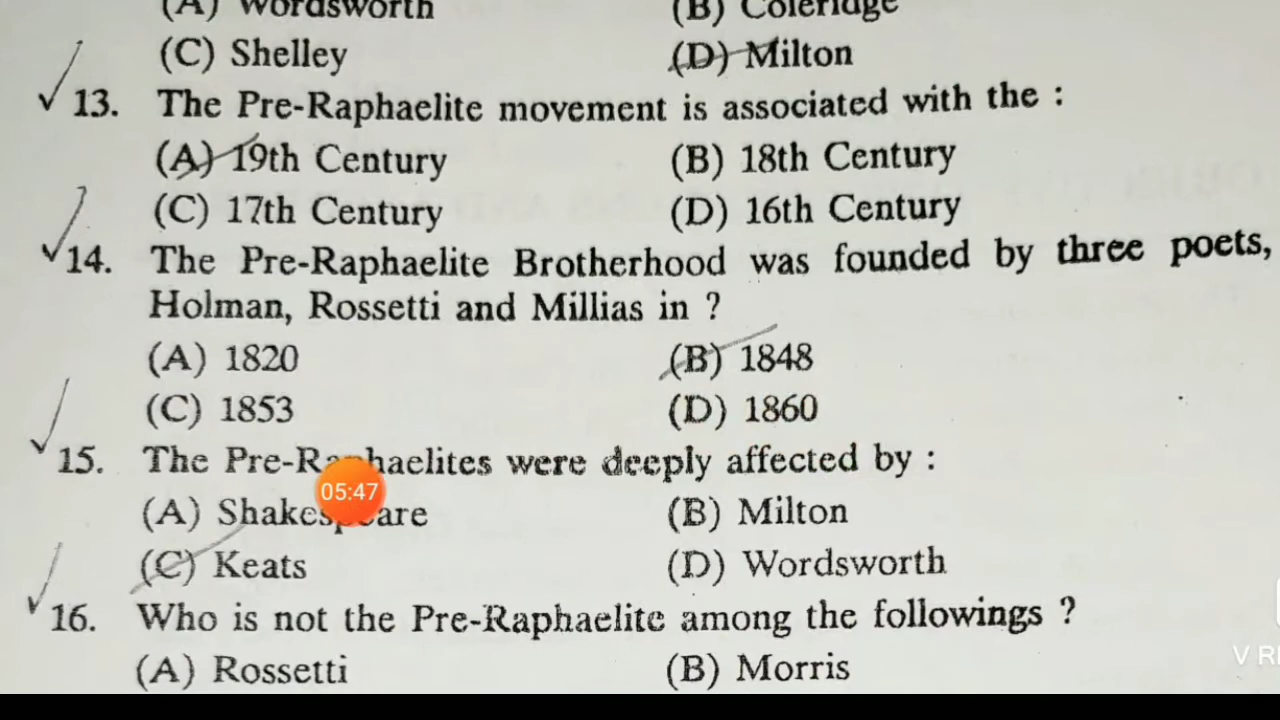 (A) Wordsworth (B) Coleridge
(C) Shelley (D) Milton
13. The Pre-Raphaelite movement is associated with the :
(A) 19th Century (B) 18th Century
(C) 17th Century (D) 16th Century
14. The Pre-Raphaelite Brotherhood was founded by three poets,
Holman, Rossetti and Millias in ?
(A) 1820 (B) 1848
(C) 1853 (D) 1860
15. The Pre-Raphaelites were deeply affected by :
05:47
(A) Shakespeare (B) Milton
(C) Keats (D) Wordsworth
16. Who is not the Pre-Raphaelite among the followings ?
(A) Rossetti (B) Morris